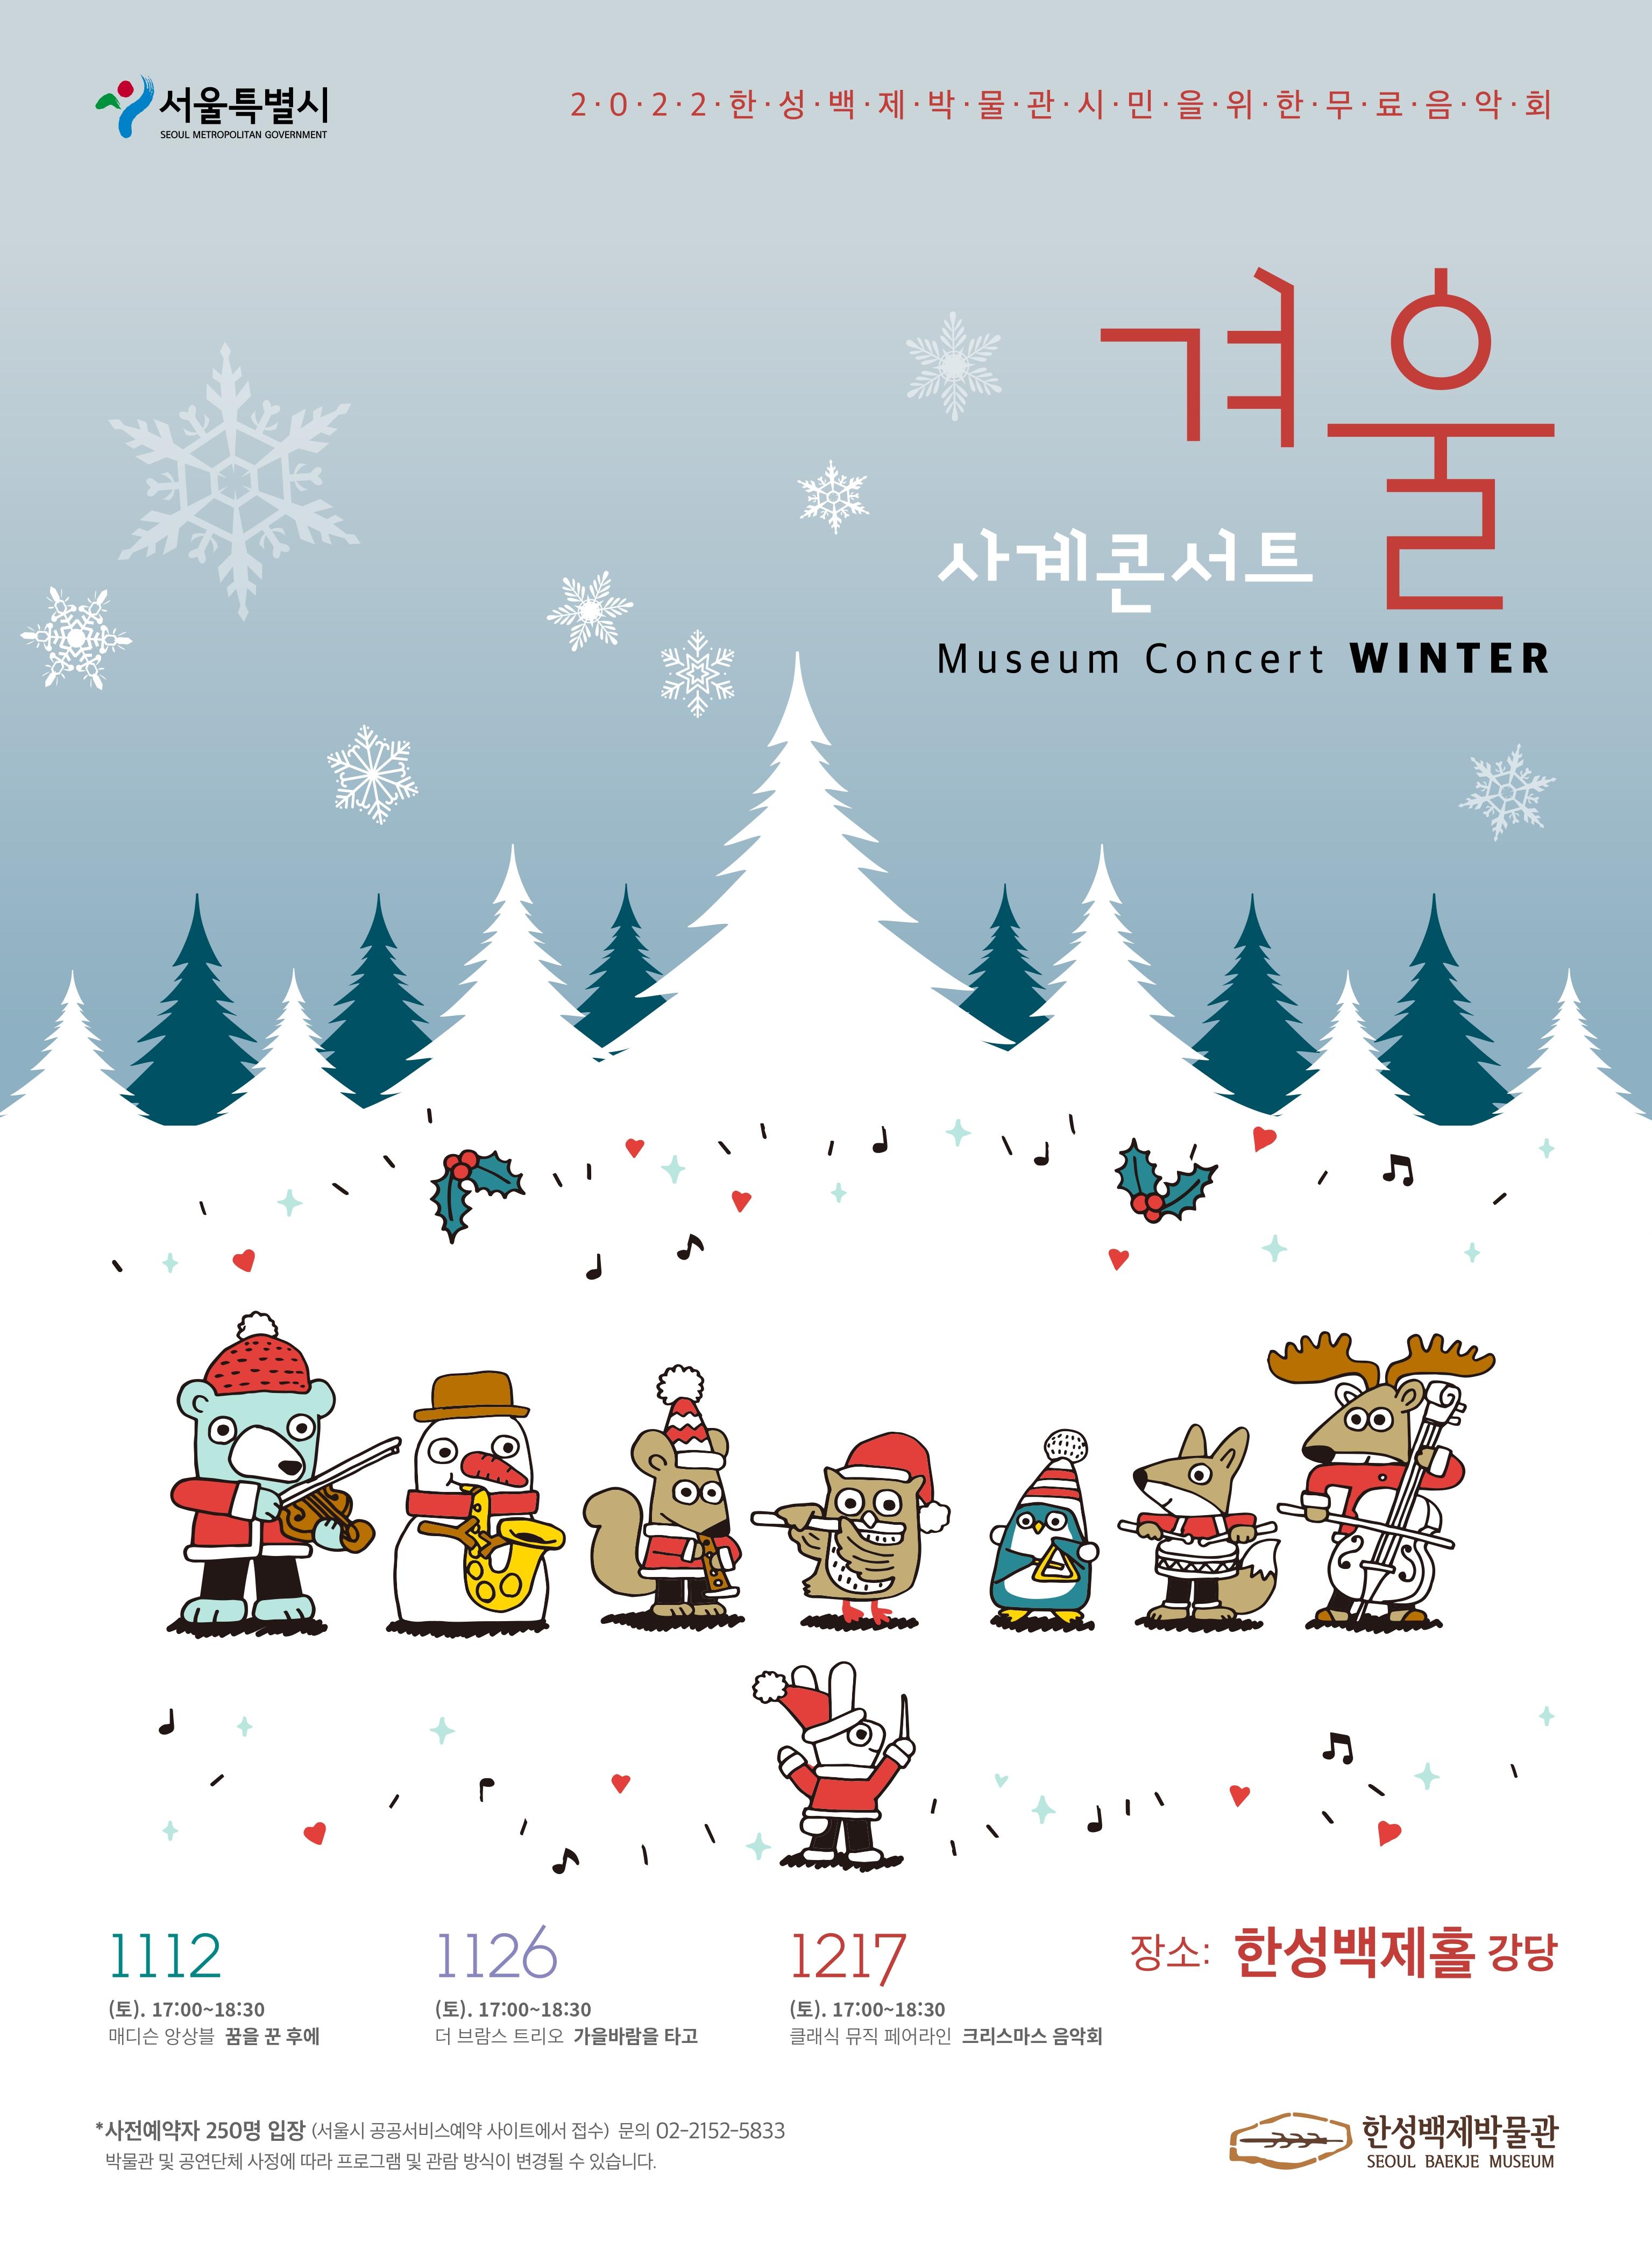 서울특별시
SEOUL METROPOLITAN GOVERNMENT
2·0·2·2·한·성·백·제·박·물·관·시·민·을·위·한·무·료·음·악·회
겨울
사계콘서트
Museum Concert WINTER
1112
(토). 17:00~18:30
매디슨 앙상블 꿈을 꾼 후에
1126
(토). 17:00~18:30
더 브람스 트리오 가을바람을 타고
1217
(토). 17:00~18:30
클래식 뮤직 페어라인 크리스마스 음악회
장소: 한성백제홀 강당
*사전예약자 250명 입장 (서울시 공공서비스예약 사이트에서 접수) 문의 02-2152-5833
박물관 및 공연단체 사정에 따라 프로그램 및 관람 방식이 변경될 수 있습니다.
한성백제박물관
SEOUL BAEKJE MUSEUM